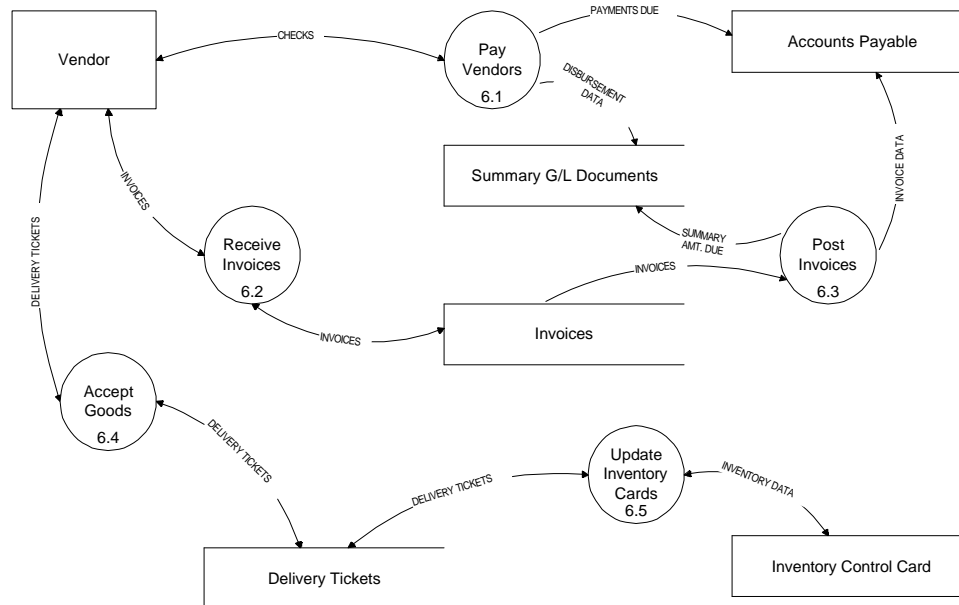 PAYMENTS DUE
CHECKS
Vendor
Pay
Vendors
6.1
Accounts Payable
DISBURSEMENT
DATA
INVOICES
Summary G/L Documents
INVOICE DATA
DELIVERY TICKETS
Receive
Invoices
6.2
SUMMARY
AMT. DUE
Post
Invoices
6.3
INVOICES
INVOICES
Invoices
Accept
Goods
6.4
DELIVERY TICKETS
DELIVERY TICKETS
Update
Inventory
Cards
6.5
INVENTORY DATA
Delivery Tickets
Inventory Control Card